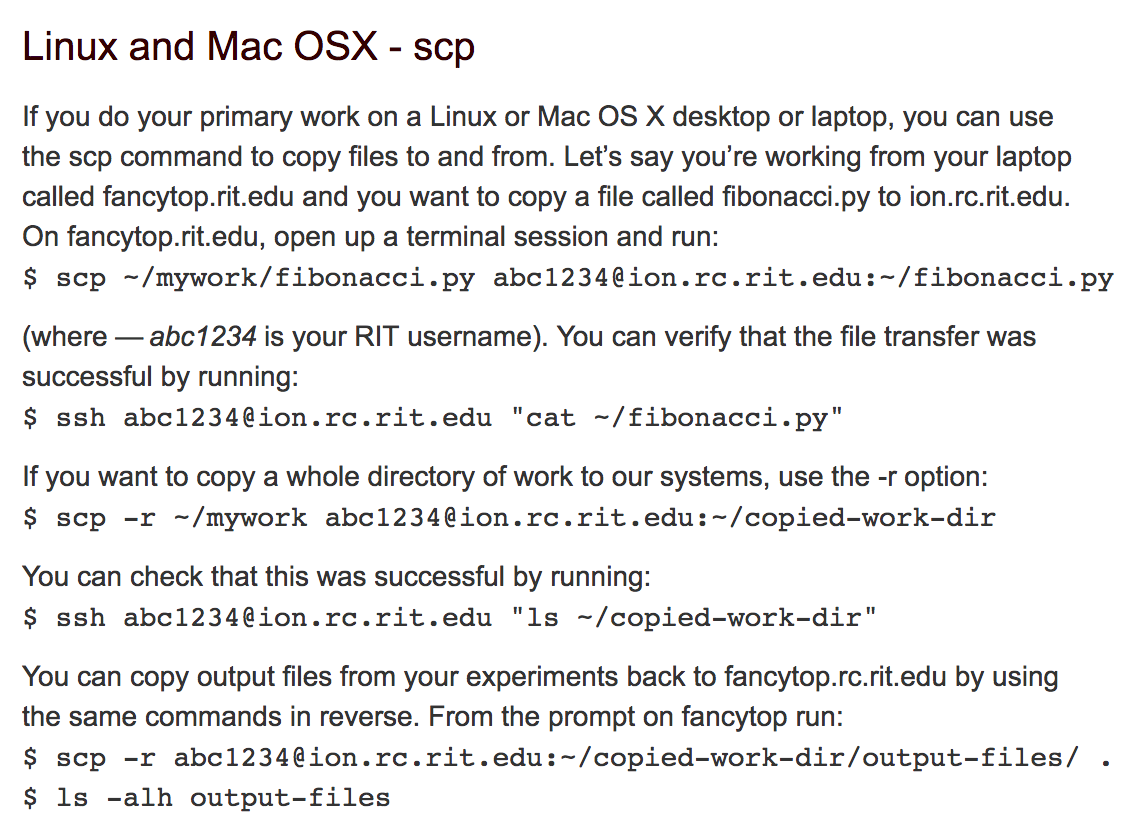 Linux and Mac OSX - scp
If you do your primary work on a Linux or Mac OS X desktop or laptop, you can use
the scp command to copy files to and from. Let’s say you’re working from your laptop
called fancytop.rit.edu and you want to copy a file called fibonacci.py to ion.rc.rit.edu.
On fancytop.rit.edu, open up a terminal session and run:
$ scp ~/mywork/fibonacci.py abc1234@ion.rc.rit.edu:~/fibonacci.py
(where — abc1234 is your RIT username). You can verify that the file transfer was
successful by running:
$ ssh abc1234@ion.rc.rit.edu "cat ~/fibonacci.py"
If you want to copy a whole directory of work to our systems, use the -r option:
$ scp -r ~/mywork abc1234@ion.rc.rit.edu:~/copied-work-dir
You can check that this was successful by running:
$ ssh abc1234@ion.rc.rit.edu "ls ~/copied-work-dir"
You can copy output files from your experiments back to fancytop.rc.rit.edu by using
the same commands in reverse. From the prompt on fancytop run:
$ scp -r abc1234@ion.rc.rit.edu:~/copied-work-dir/output-files/ .
$ ls -alh output-files